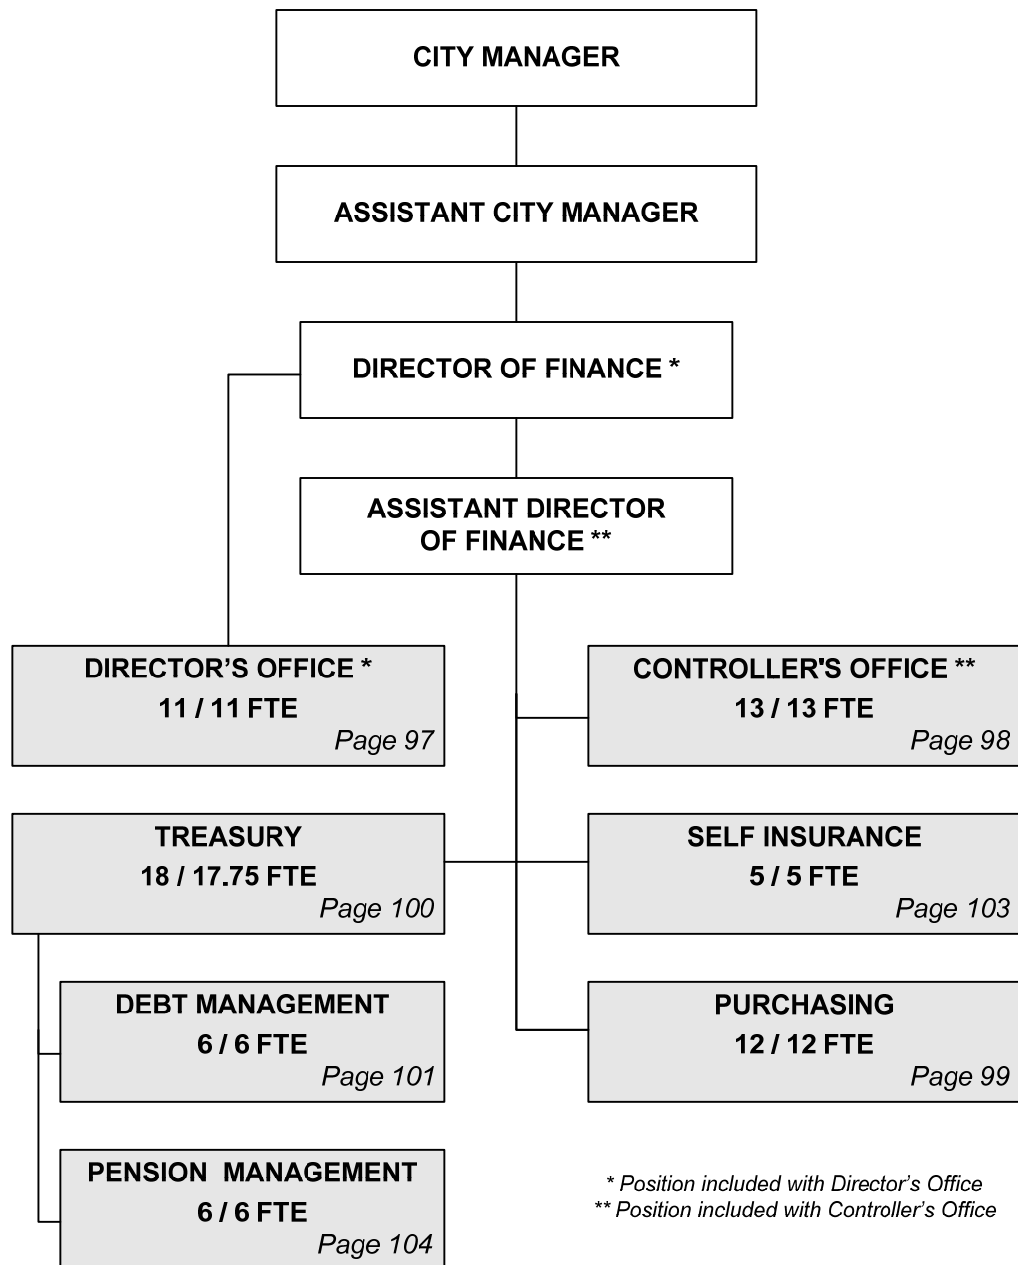 CITY MANAGER
ASSISTANT CITY MANAGER
DIRECTOR OF FINANCE *
ASSISTANT DIRECTOR
OF FINANCE **
DIRECTOR’S OFFICE *
11 / 11 FTE
Page 97
CONTROLLER'S OFFICE **
13 / 13 FTE
Page 98
TREASURY
18 / 17.75 FTE
Page 100
SELF INSURANCE
5 / 5 FTE
Page 103
DEBT MANAGEMENT
6 / 6 FTE
Page 101
PURCHASING
12 / 12 FTE
Page 99
PENSION MANAGEMENT
6 / 6 FTE
Page 104
* Position included with Director’s Office
** Position included with Controller’s Office